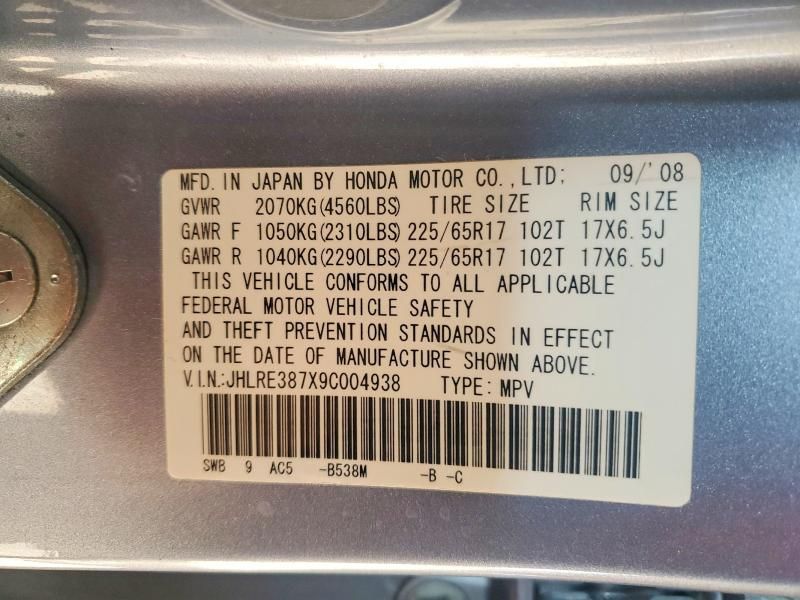 MFD. IN JAPAN BY HONDA MOTOR CO.,LTD; 09/'08
GVWR 2070KG(4560LBS) TIRE SIZE RIM SIZE
GAWR F 1050KG(2310LBS) 225/65R17 102T 17X6.5J
GAWR R 1040KG(2290LBS) 225/65R17 102T 17X6.5J
THIS VEHICLE CONFORMS TO ALL APPLICABLE
FEDERAL MOTOR VEHICLE SAFETY
AND THEFT PREVENTION STANDARDS IN EFFECT
ON THE DATE OF MANUFACTURE SHOWN ABOVE.
V.I.N.:JHLRE387X9C004938 TYPE: MPV
SWB 9 AC5 -B538M -B -C